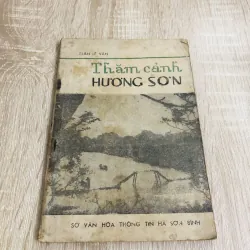 Thăm cảnh
HƯƠNG SƠN
SỞ VĂN HÓA THÔNG TIN HÀ SƠN BÌNH